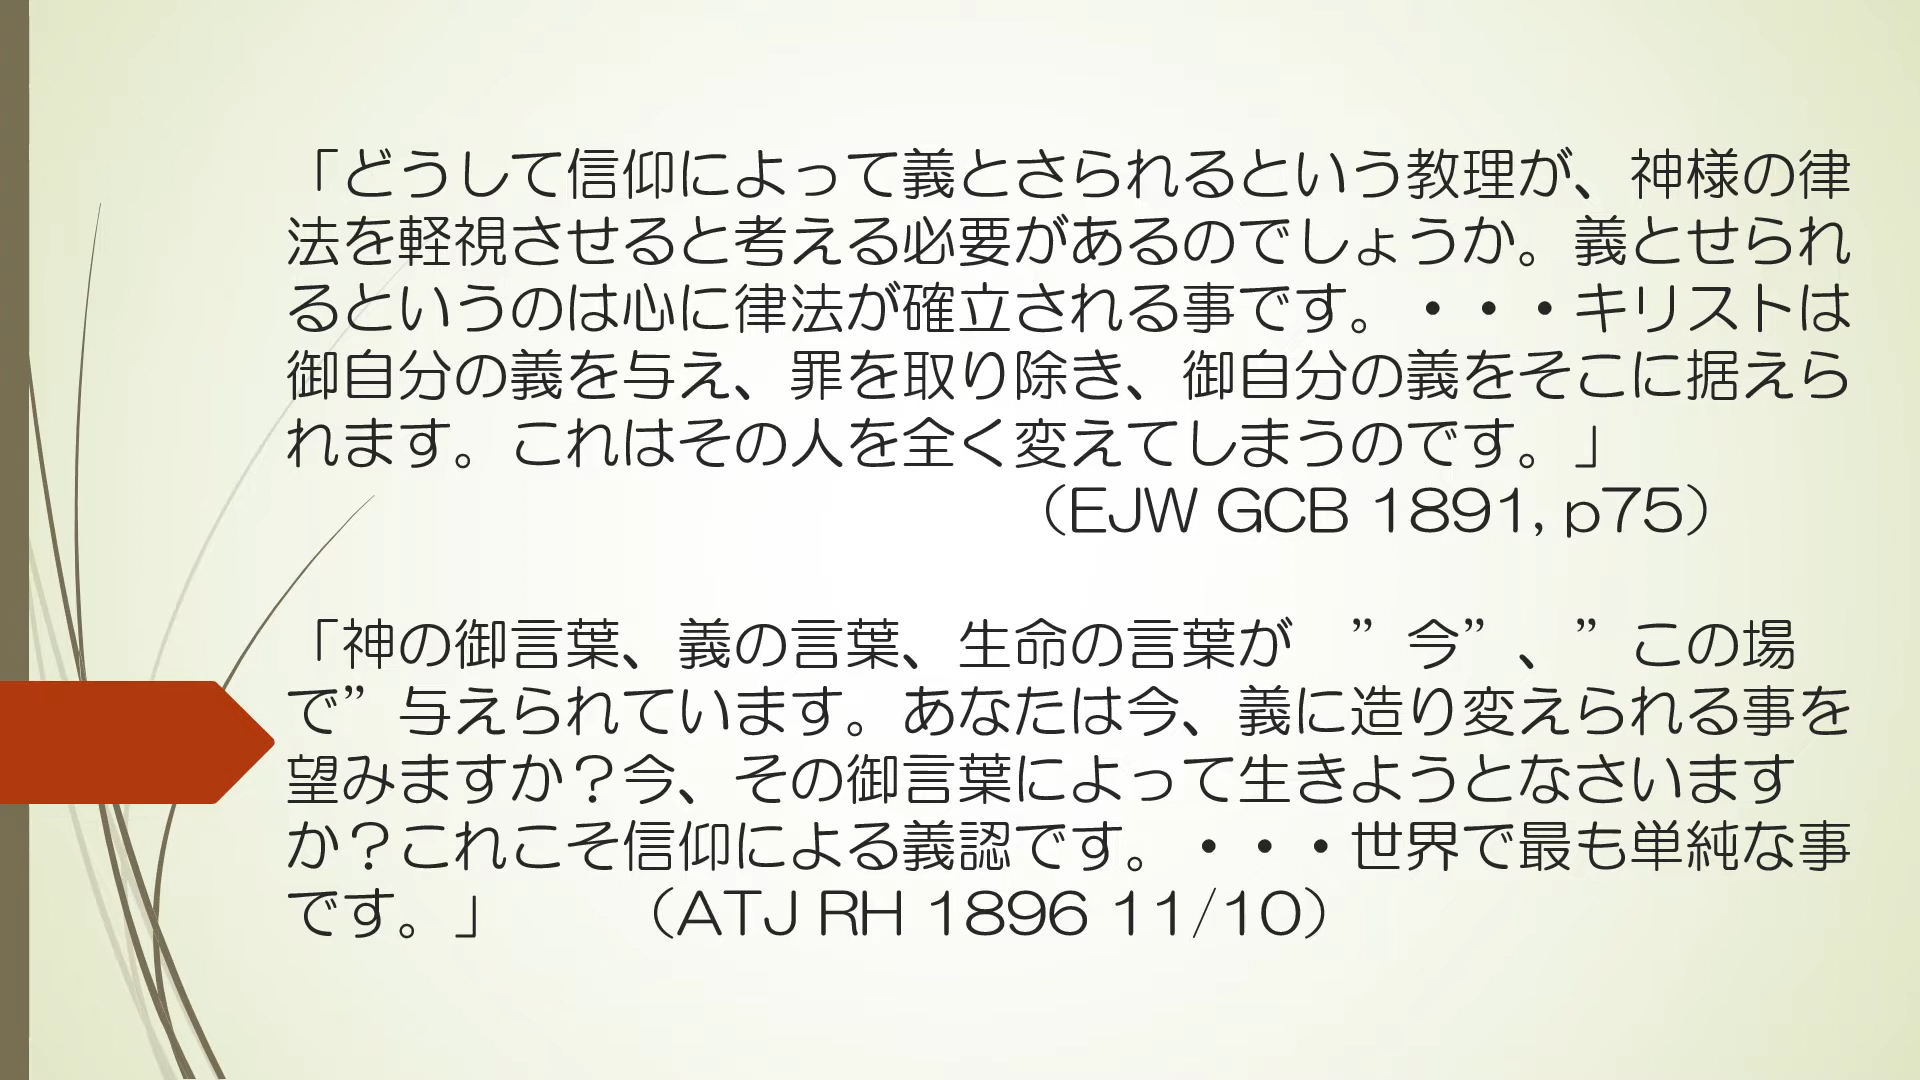 「どうして信仰によって義とさられるという教理が、神様の律
法を軽視させると考える必要があるのでしょうか。義とせられ
るというのは心に律法が確立される事です。・・・キリストは
御自分の義を与え、罪を取り除き、御自分の義をそこに据えら
れます。これはその人を全く変えてしまうのです。」
（EJW GCB 1891, p75）
「神の御言葉、義の言葉、生命の言葉が　”今”、”この場
で”与えられています。あなたは今、義に造り変えられる事を
望みますか？今、その御言葉によって生きようとなさいます
か？これこそ信仰による義認です。・・・世界で最も単純な事
です。」　　（ATJ RH 1896 11/10）